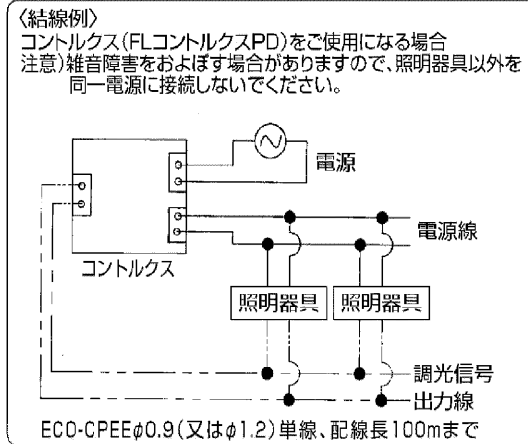 〈結線例〉
コントルクス(FLコントルクスPD)をご使用になる場合
注意)雑音障害をおよぼす場合がありますので、照明器具以外を
同一電源に接続しないでください。
電源
電源線
コントルクス
照明器具
照明器具
調光信号
出力線
ECO-CPEEφ0.9(又はφ1.2)単線、配線長100mまで